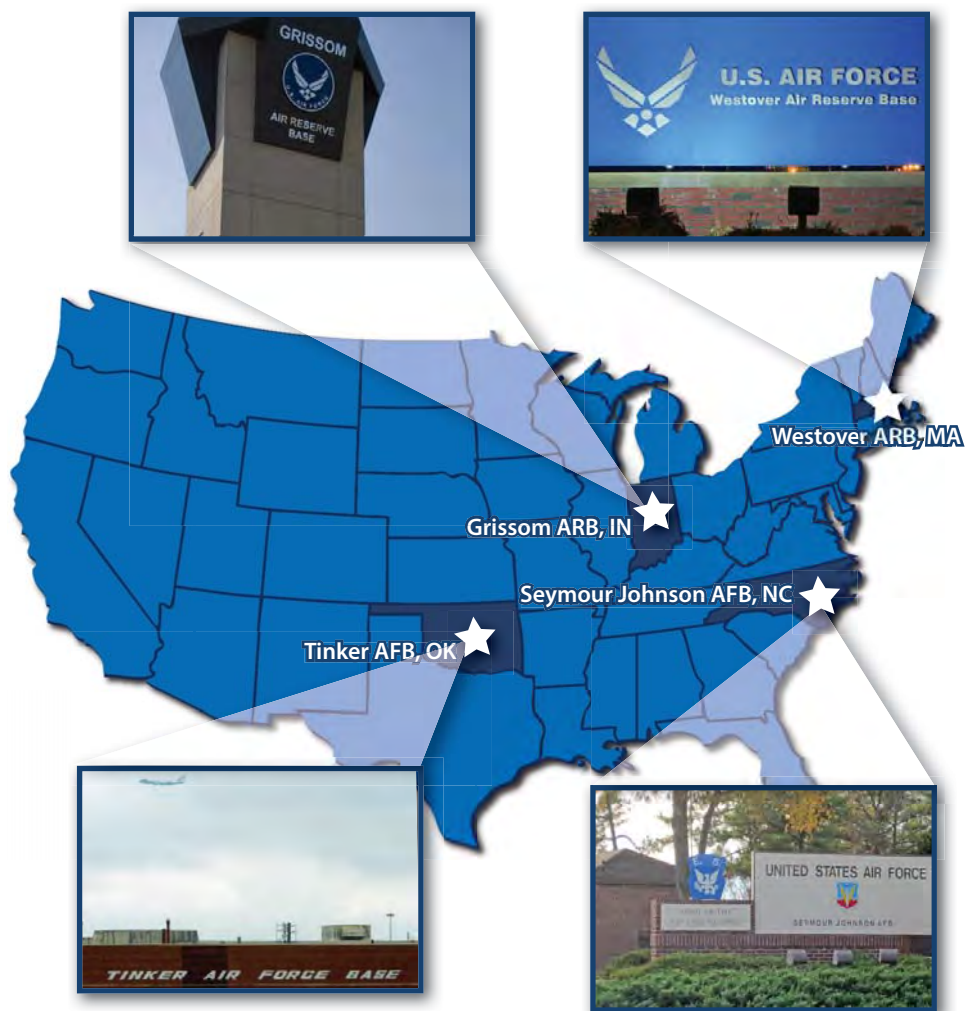 GRISSOM
U.S. AIR FORCE
AIR RESERVE
BASE
U.S. AIR FORCE
Westover Air Reserve Base
Westover ARB, MA
Grissom ARB, IN
Seymour Johnson AFB, NC
Tinker AFB, OK
TINKER AIR FORCE BASE
UNITED STATES AIR FORCE
SEYMOUR JOHNSON AFB